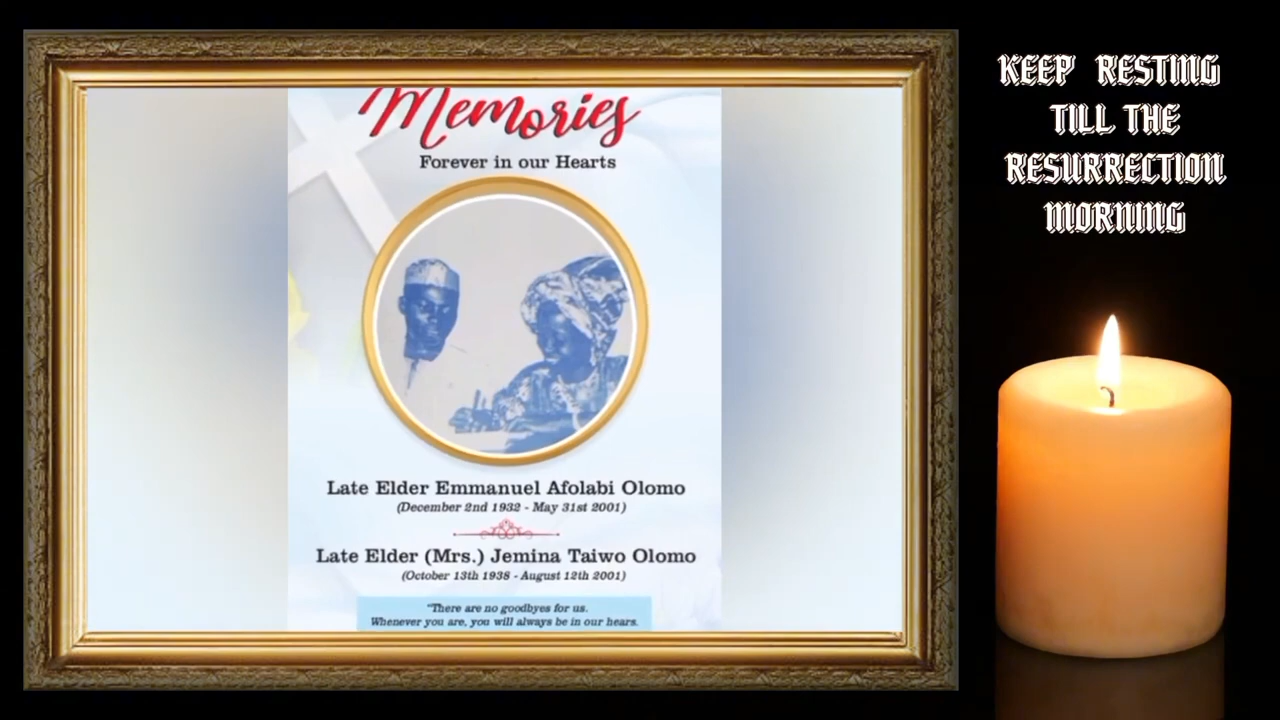 Memories
Forever in our Hearts
Late Elder Emmanuel Afolabi Olomo
(December 2nd 1932 - May 31st 2001)
Late Elder (Mrs.) Jemina Taiwo Olomo
(October 13th 1938 - August 12th 2001)
"There are no goodbyes for us.
Whenever you are, you will always be in our hears.
KEEP RESTING
TILL THE
RESURRECTION
MORNING